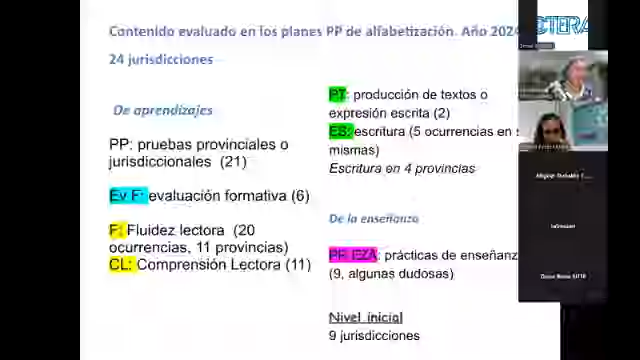 Contenido evaluado en los planes PP de alfabetización. Año 2024
24 jurisdicciones
De aprendizajes
PP: pruebas provinciales o
jurisdiccionales (21)
Ev F: evaluación formativa (6)
F: Fluidez lectora (20
ocurrencias, 11 provincias)
CL: Comprensión Lectora (11)
PT: producción de textos o
expresión escrita (2)
ES: escritura (5 ocurrencias en
mismas)
Escritura en 4 provincias
De la enseñanza
PR EZA: prácticas de enseñanz
(9, algunas dudosas)
Nivel inicial
9 jurisdicciones
CTERA